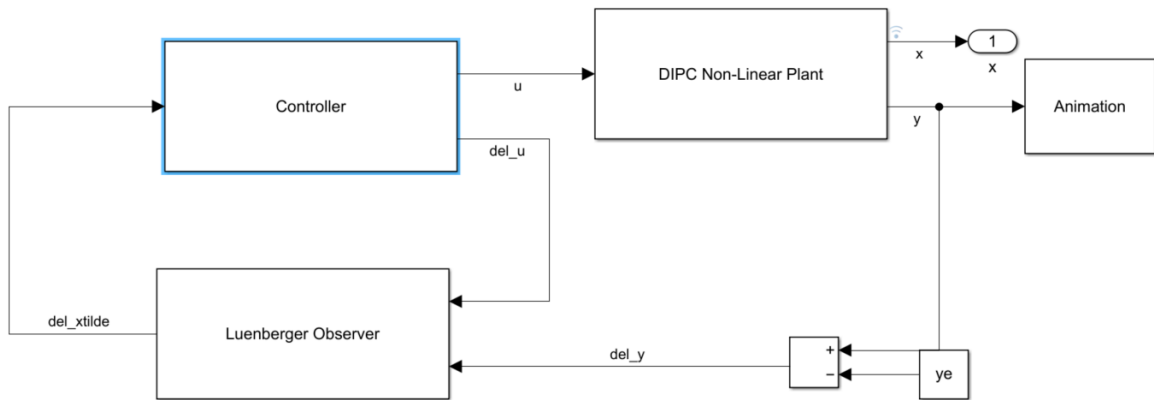 1
DIPC Non-Linear Plant
x
x
Controller
u
Animation
y
del_u
del_xtilde
Luenberger Observer
del_y
+
−
ye